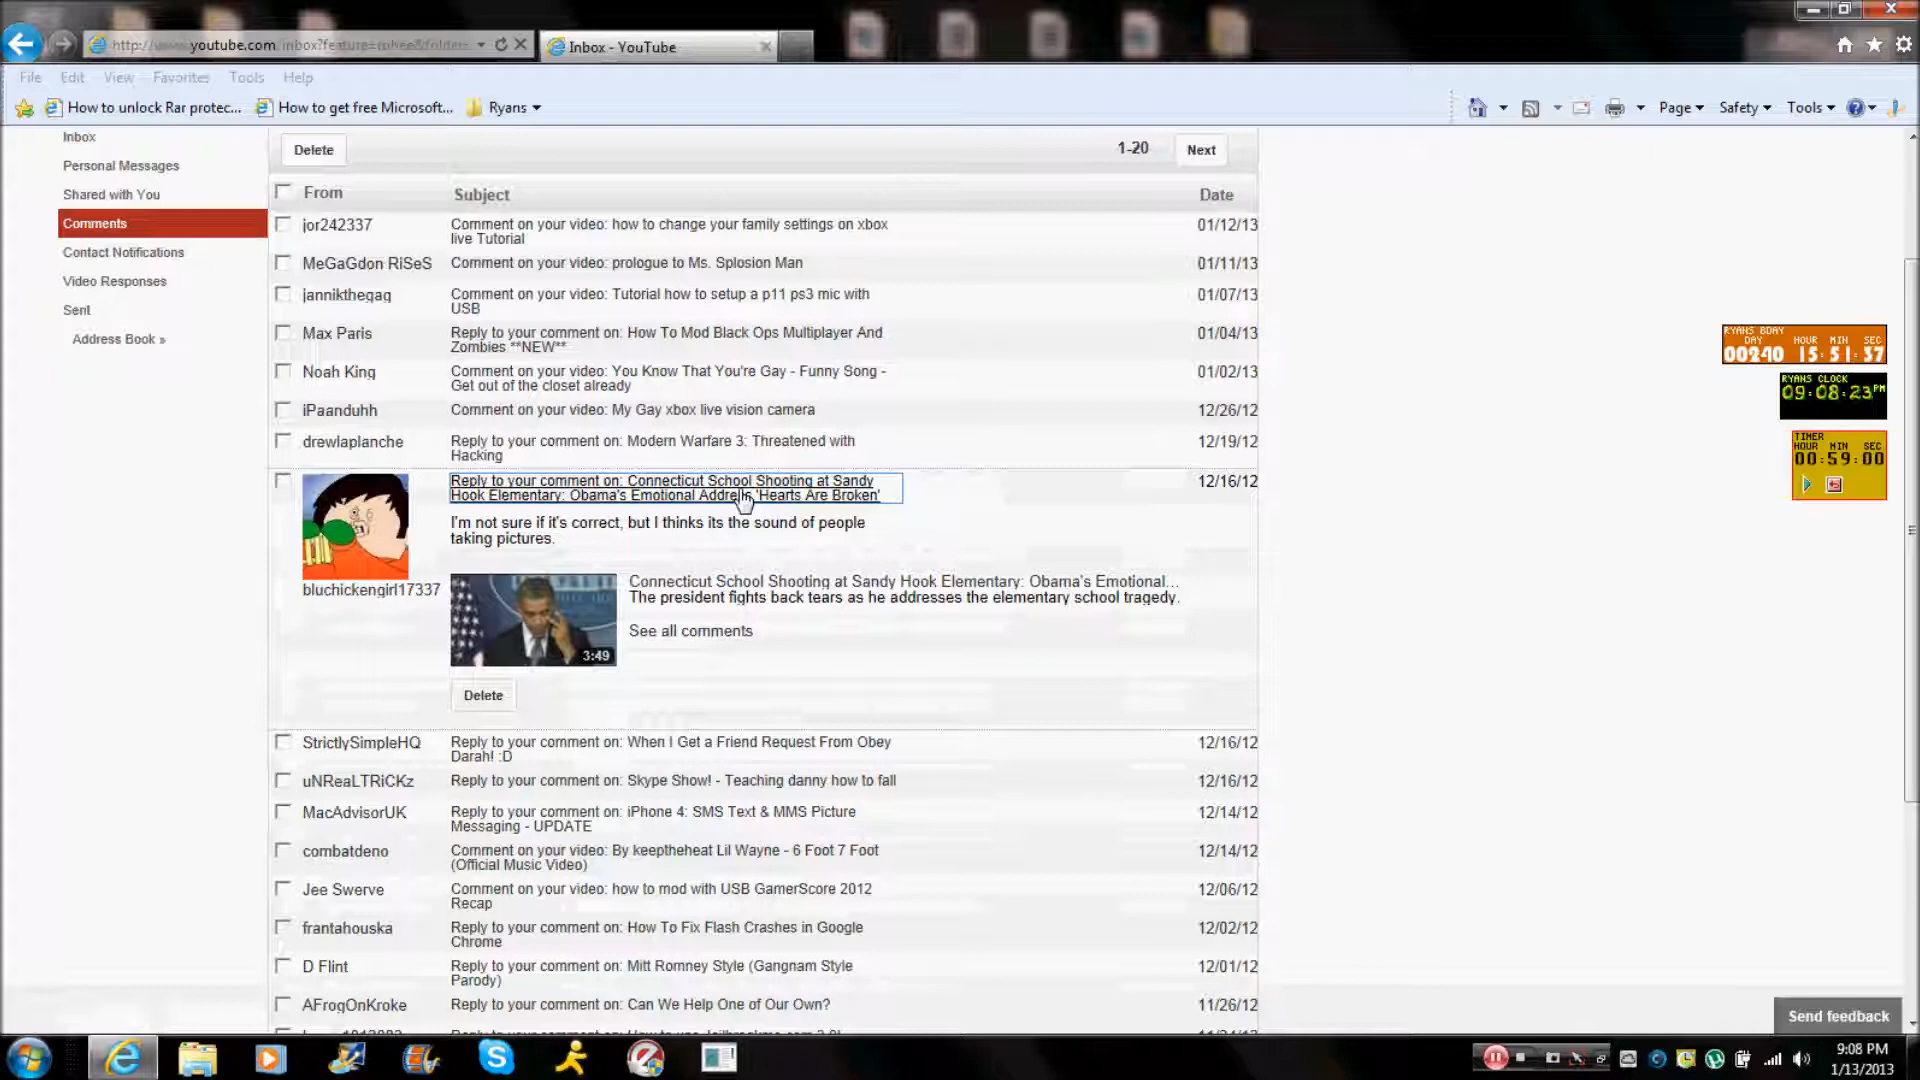 http://www.youtube.com/inbox?feature=mhee&folder=
Inbox - YouTube
File Edit View Favorites Tools Help
How to unlock Rar protec... How to get free Microsoft... Ryans
Page Safety Tools
Inbox
Personal Messages
Shared with You
Comments
Contact Notifications
Video Responses
Sent
Address Book »
Delete 1-20 Next
From Subject Date
jor242337 Comment on your video: how to change your family settings on xbox 01/12/13
live Tutorial
MeGaGdon RiSeS Comment on your video: prologue to Ms. Splosion Man 01/11/13
jannikthegag Comment on your video: Tutorial how to setup a p11 ps3 mic with 01/07/13
USB
Max Paris Reply to your comment on: How To Mod Black Ops Multiplayer And 01/04/13
Zombies **NEW**
Noah King Comment on your video: You Know That You're Gay - Funny Song - 01/02/13
Get out of the closet already
iPaanduhh Comment on your video: My Gay xbox live vision camera 12/26/12
drewlaplanche Reply to your comment on: Modern Warfare 3: Threatened with 12/19/12
Hacking
Reply to your comment on: Connecticut School Shooting at Sandy 12/16/12
Hook Elementary: Obama's Emotional Address 'Hearts Are Broken'
I'm not sure if it's correct, but I thinks its the sound of people
taking pictures.
bluchickengirl17337
Connecticut School Shooting at Sandy Hook Elementary: Obama's Emotional...
The president fights back tears as he addresses the elementary school tragedy.
See all comments
3:49
Delete
StrictlySimpleHQ Reply to your comment on: When I Get a Friend Request From Obey 12/16/12
Darah! :D
uNReaLTRiCKz Reply to your comment on: Skype Show! - Teaching danny how to fall 12/16/12
MacAdvisorUK Reply to your comment on: iPhone 4: SMS Text & MMS Picture 12/14/12
Messaging - UPDATE
combatdeno Comment on your video: By keeptheheat Lil Wayne - 6 Foot 7 Foot 12/14/12
(Official Music Video)
Jee Swerve Comment on your video: how to mod with USB GamerScore 2012 12/06/12
Recap
frantahouska Reply to your comment on: How To Fix Flash Crashes in Google 12/02/12
Chrome
D Flint Reply to your comment on: Mitt Romney Style (Gangnam Style 12/01/12
Parody)
AFrogOnKroke Reply to your comment on: Can We Help One of Our Own? 11/26/12
RYANS BDAY
DAY HOUR MIN SEC
00240 15:51:37
RYANS CLOCK
09:08:23 PM
TIMER
HOUR MIN SEC
00:59:00
Send feedback
9:08 PM
1/13/2013